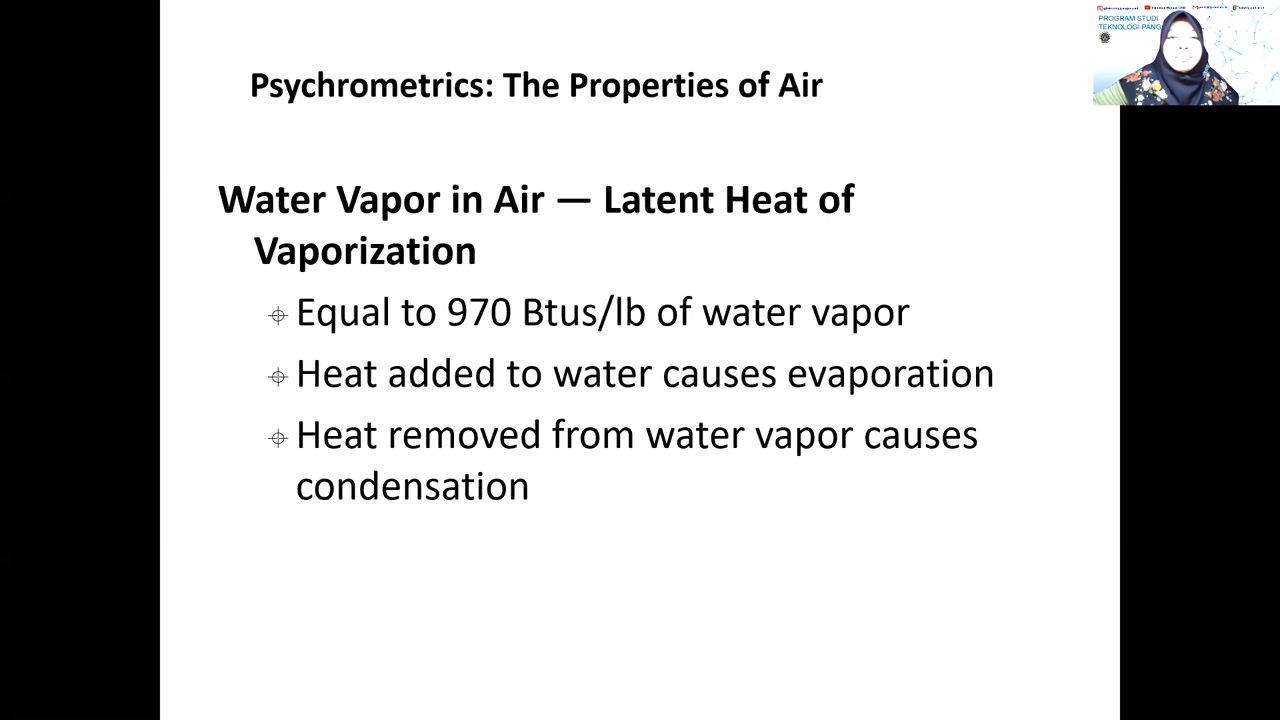 PROGRAM STUDI
TEKNOLOGI PANG
Psychrometrics: The Properties of Air
Water Vapor in Air — Latent Heat of
Vaporization
Equal to 970 Btus/lb of water vapor
Heat added to water causes evaporation
Heat removed from water vapor causes
condensation